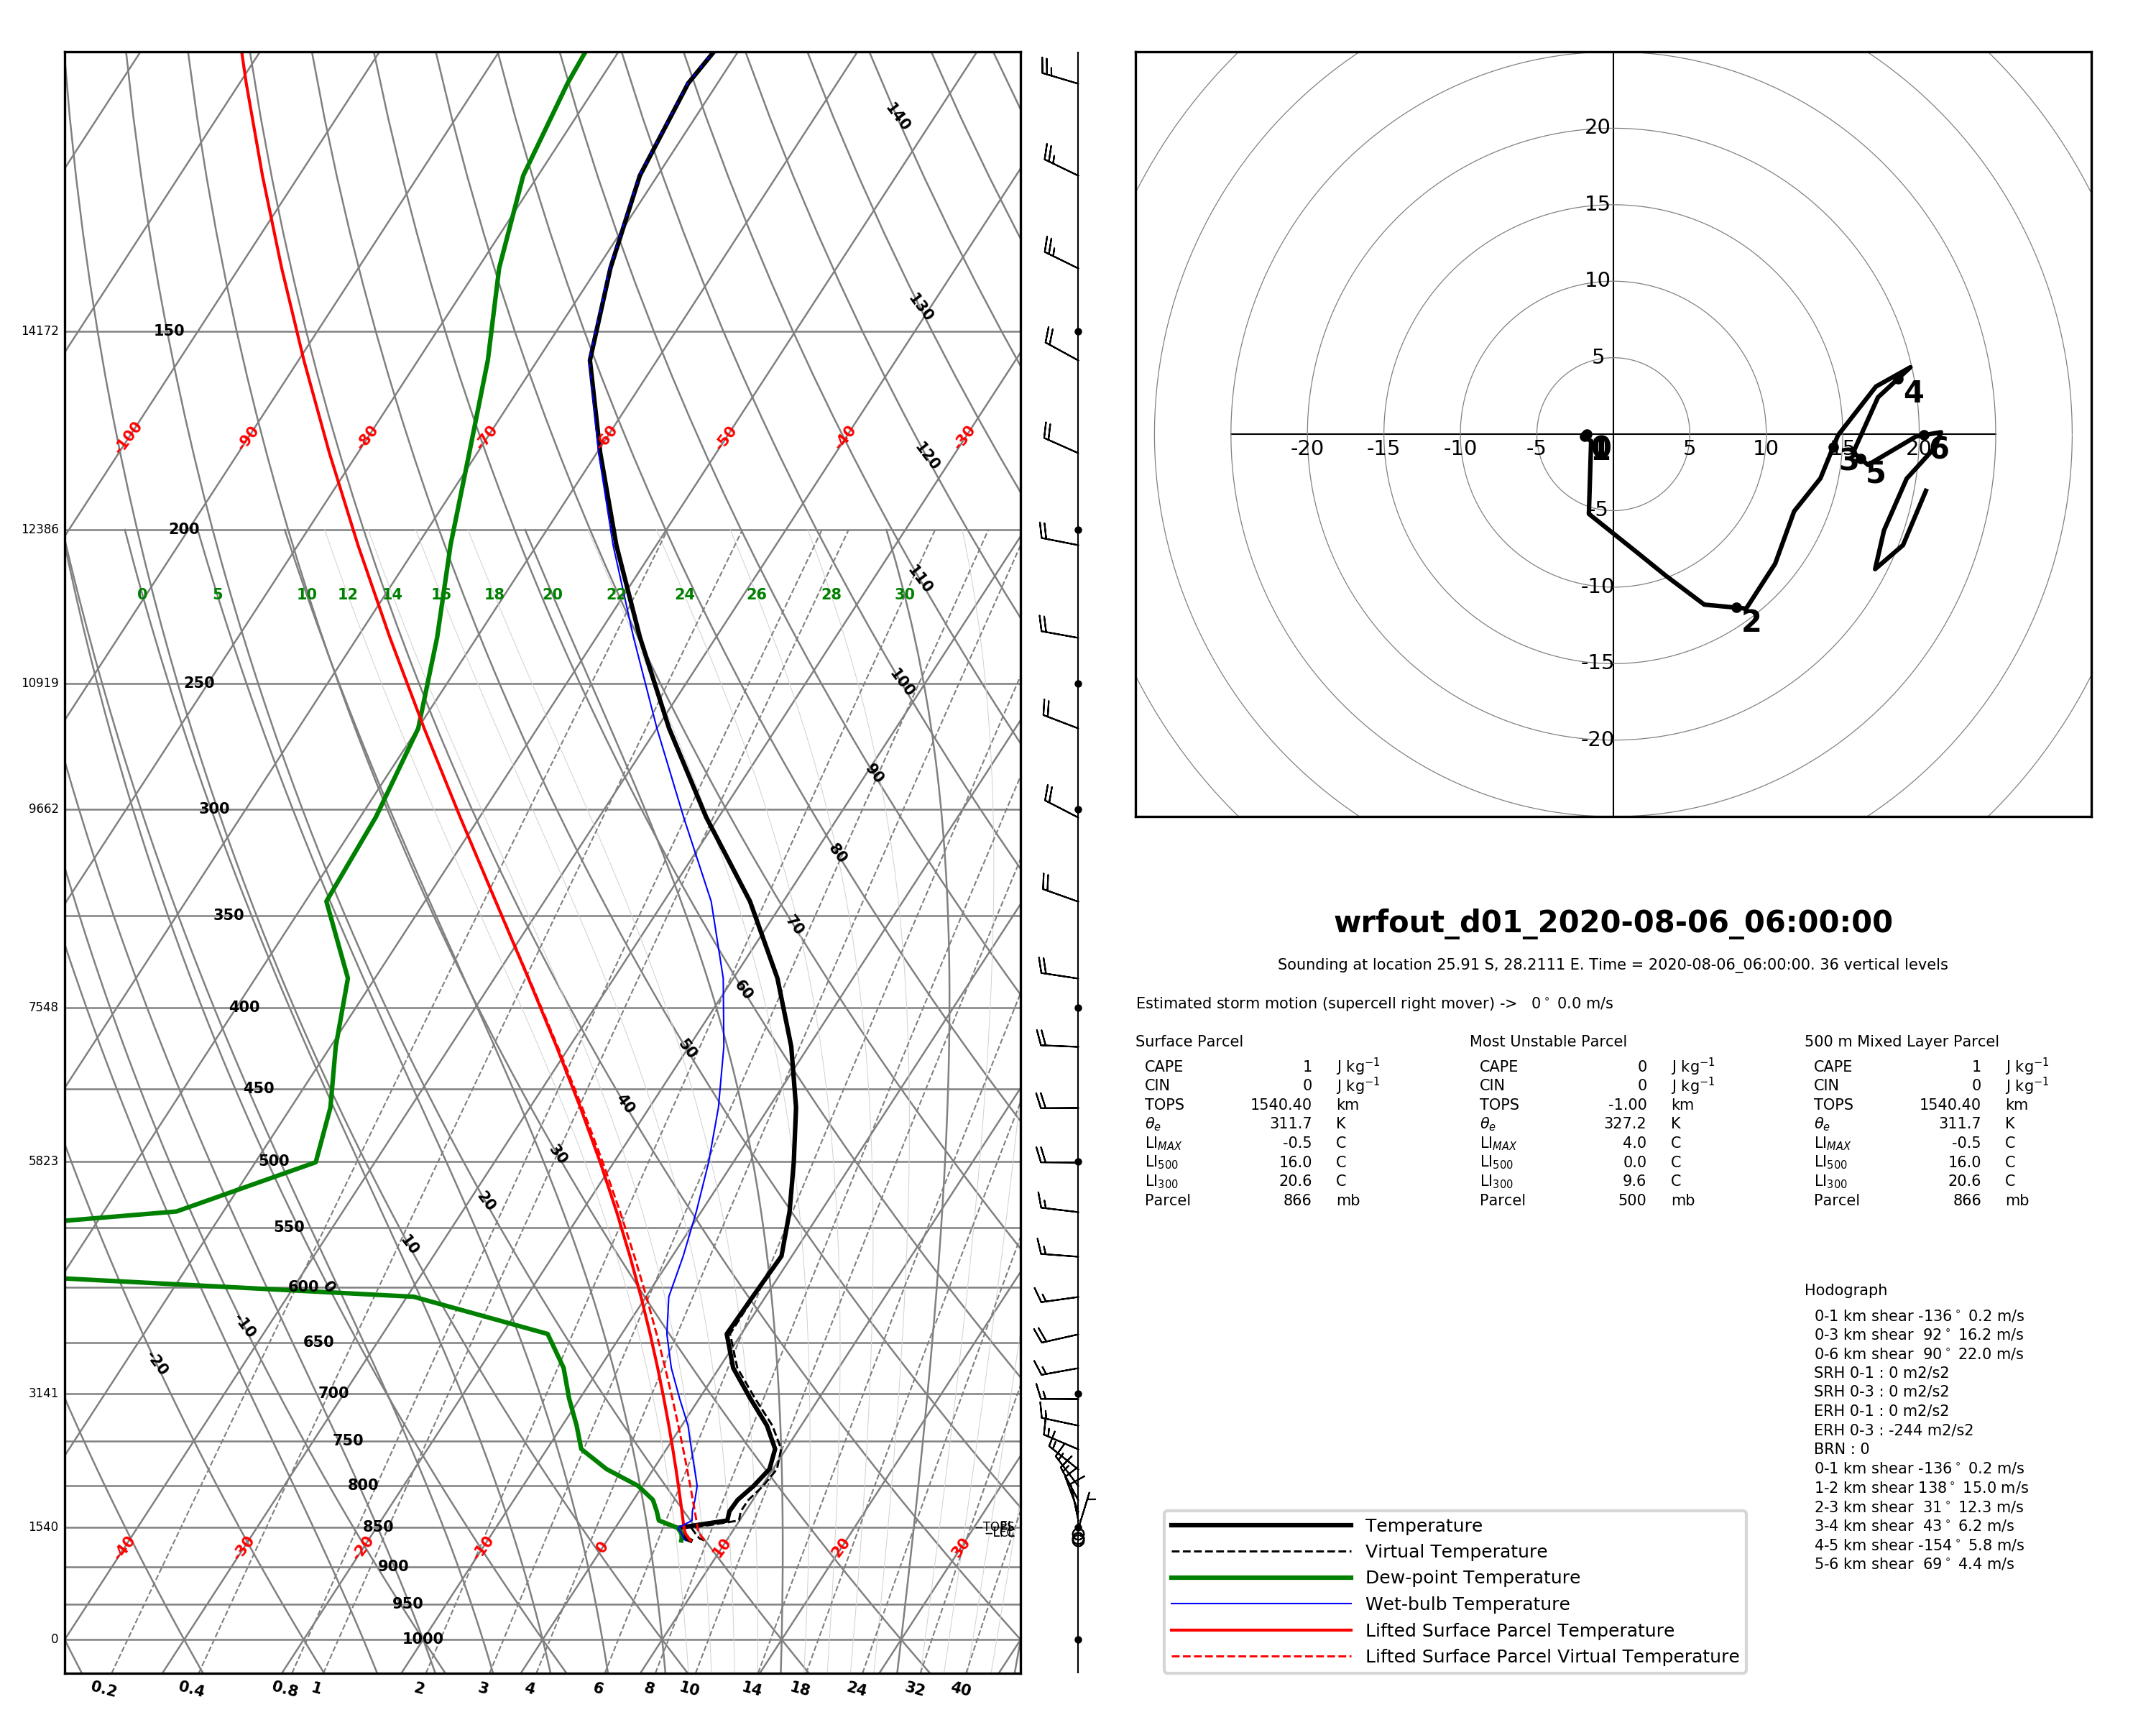 140
130
120
110
100
90
80
70
60
50
40
30
20
10
0
-10
-20
14172 150
-100 -90 -80 -70 -60 -50 -40 -30
12386 200
0 5 10 12 14 16 18 20 22 24 26 28 30
10919 250
9662 300
350
7548 400
450
5823 500
550
600
650
3141 700
750
800
1540 850
-40 -30 -20 -10 0 10 20 30
900
950
0 1000
0.2 0.4 0.8 1 2 3 4 6 8 10 14 18 24 32 40
20
15
10
5
-20 -15 -10 -5 5 10 15 20
-5
-10
-15
-20
0 1 2 3 4 5 6
wrfout_d01_2020-08-06_06:00:00
Sounding at location 25.91 S, 28.2111 E. Time = 2020-08-06_06:00:00. 36 vertical levels
Estimated storm motion (supercell right mover) -> 0° 0.0 m/s
Surface Parcel
CAPE 1 J kg⁻¹
CIN 0 J kg⁻¹
TOPS 1540.40 km
θe 311.7 K
LIMAX -0.5 C
LI500 16.0 C
LI300 20.6 C
Parcel 866 mb
Most Unstable Parcel
CAPE 0 J kg⁻¹
CIN 0 J kg⁻¹
TOPS -1.00 km
θe 327.2 K
LIMAX 4.0 C
LI500 0.0 C
LI300 9.6 C
Parcel 500 mb
500 m Mixed Layer Parcel
CAPE 1 J kg⁻¹
CIN 0 J kg⁻¹
TOPS 1540.40 km
θe 311.7 K
LIMAX -0.5 C
LI500 16.0 C
LI300 20.6 C
Parcel 866 mb
Hodograph
0-1 km shear -136° 0.2 m/s
0-3 km shear 92° 16.2 m/s
0-6 km shear 90° 22.0 m/s
SRH 0-1 : 0 m2/s2
SRH 0-3 : 0 m2/s2
ERH 0-1 : 0 m2/s2
ERH 0-3 : -244 m2/s2
BRN : 0
0-1 km shear -136° 0.2 m/s
1-2 km shear 138° 15.0 m/s
2-3 km shear 31° 12.3 m/s
3-4 km shear 43° 6.2 m/s
4-5 km shear -154° 5.8 m/s
5-6 km shear 69° 4.4 m/s
Temperature
Virtual Temperature
Dew-point Temperature
Wet-bulb Temperature
Lifted Surface Parcel Temperature
Lifted Surface Parcel Virtual Temperature